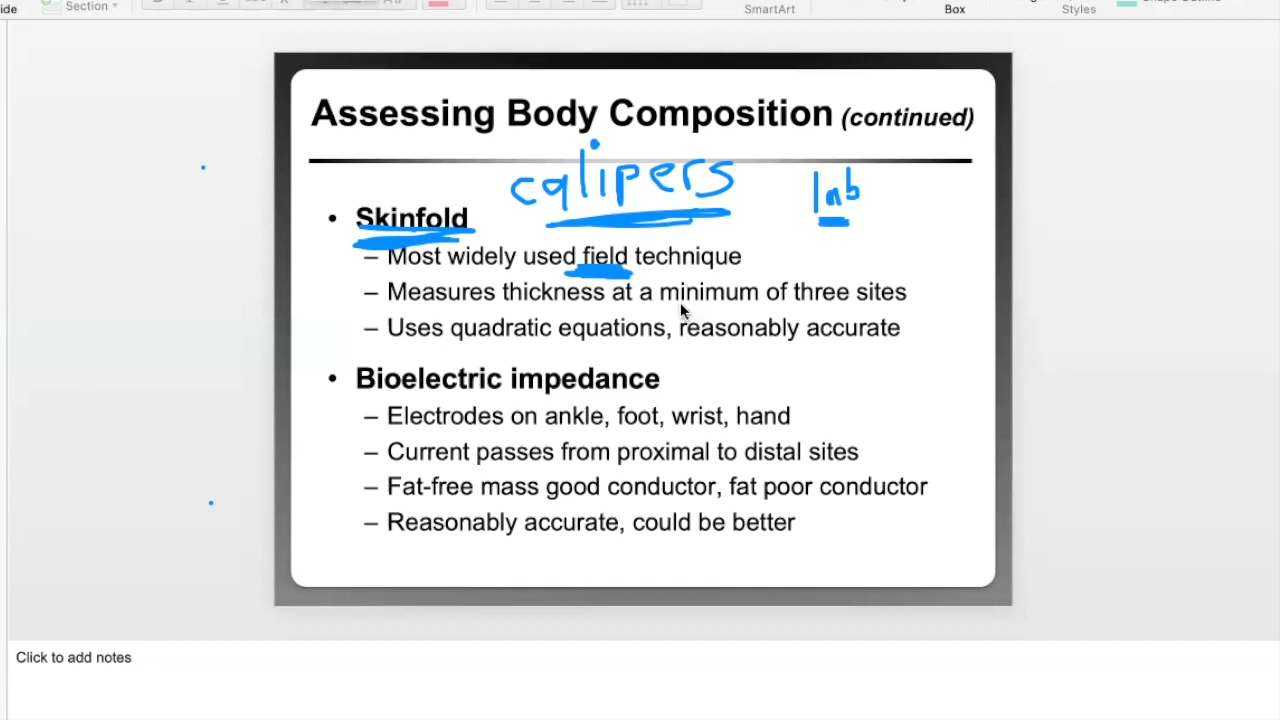 ide
Section
SmartArt
Box
Styles
Assessing Body Composition (continued)
calipers
lab
• Skinfold
– Most widely used field technique
– Measures thickness at a minimum of three sites
– Uses quadratic equations, reasonably accurate
• Bioelectric impedance
– Electrodes on ankle, foot, wrist, hand
– Current passes from proximal to distal sites
– Fat-free mass good conductor, fat poor conductor
– Reasonably accurate, could be better
Click to add notes